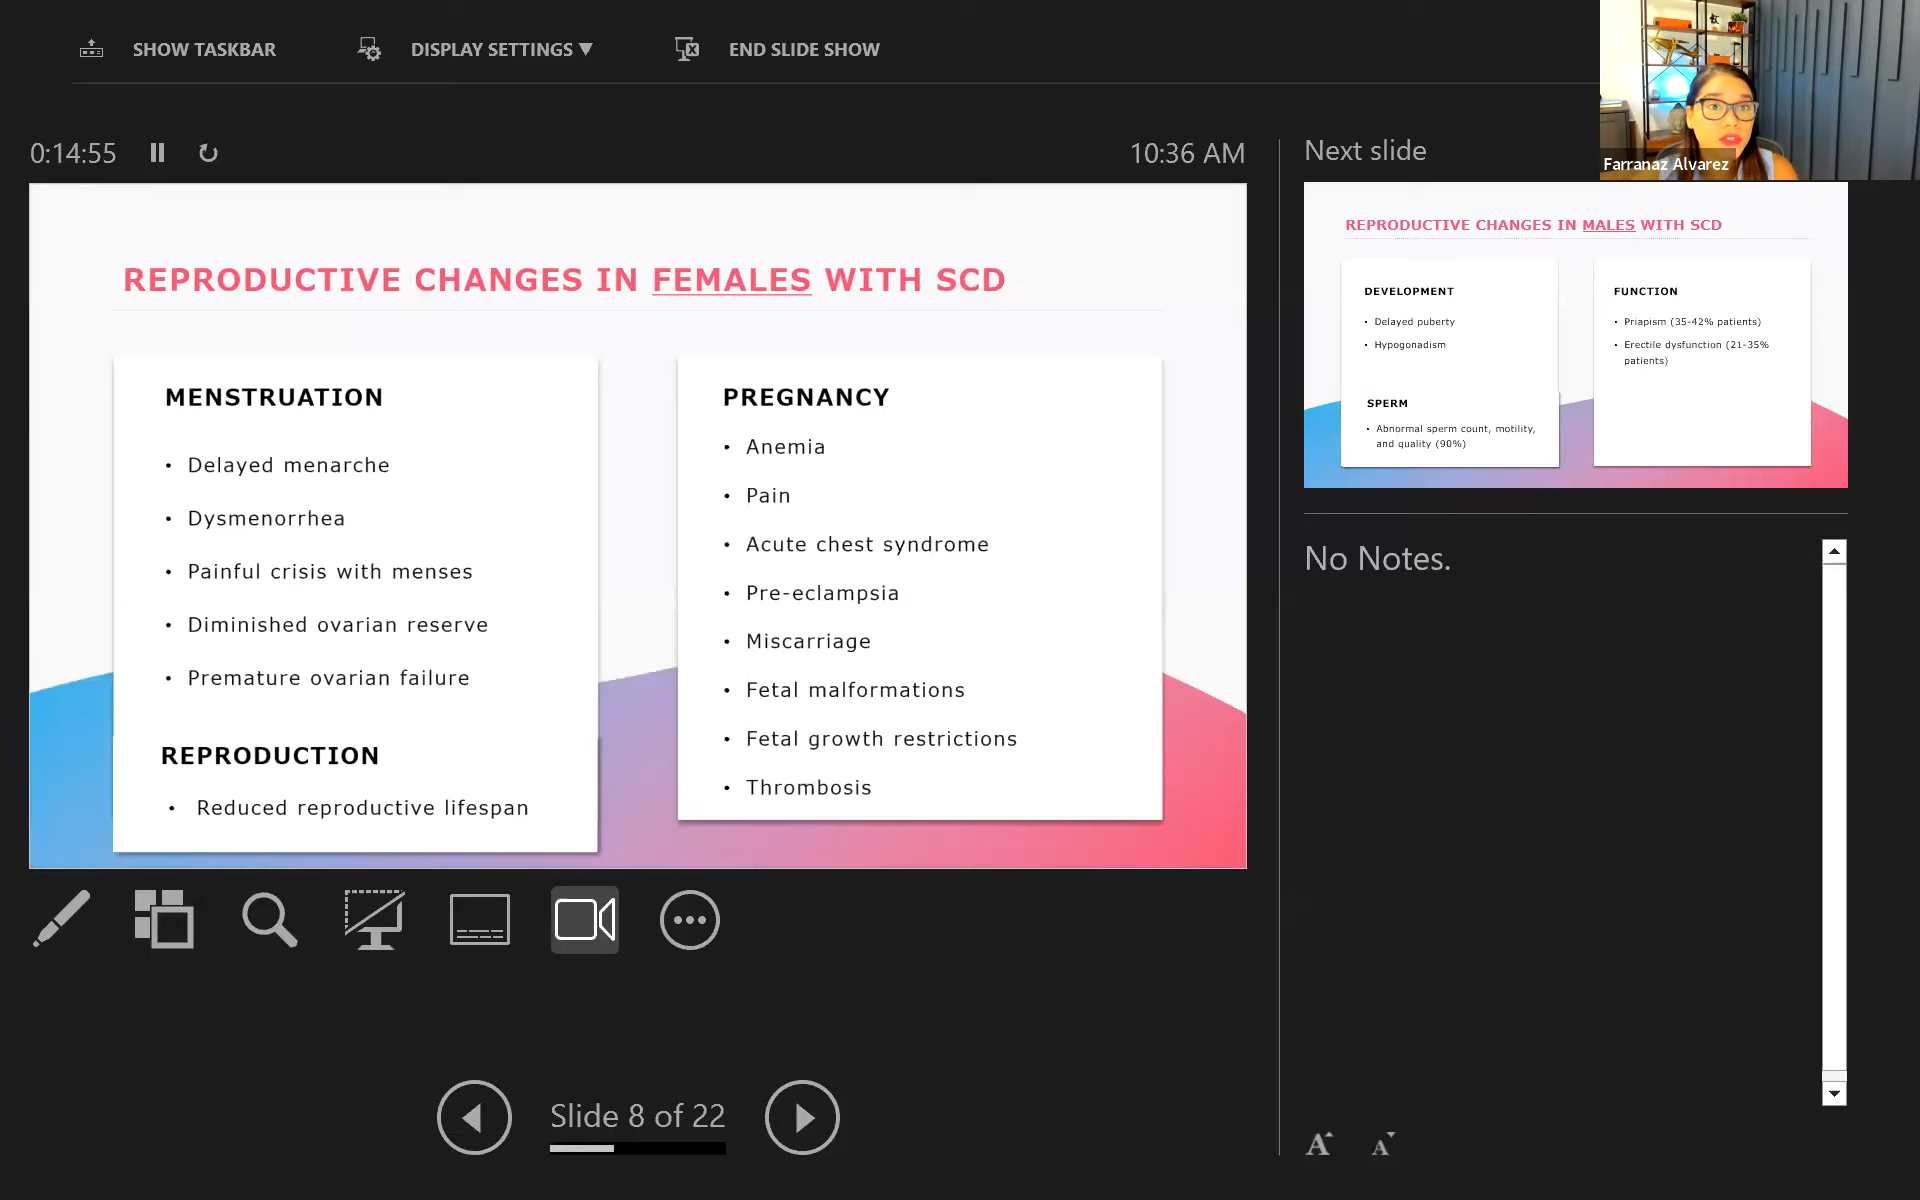 SHOW TASKBAR
DISPLAY SETTINGS ▼
END SLIDE SHOW
Farranaz Alvarez
0:14:55
10:36 AM
REPRODUCTIVE CHANGES IN FEMALES WITH SCD
MENSTRUATION
• Delayed menarche
• Dysmenorrhea
• Painful crisis with menses
• Diminished ovarian reserve
• Premature ovarian failure
REPRODUCTION
• Reduced reproductive lifespan
PREGNANCY
• Anemia
• Pain
• Acute chest syndrome
• Pre-eclampsia
• Miscarriage
• Fetal malformations
• Fetal growth restrictions
• Thrombosis
Slide 8 of 22
Next slide
REPRODUCTIVE CHANGES IN MALES WITH SCD
DEVELOPMENT
• Delayed puberty
• Hypogonadism
SPERM
• Abnormal sperm count, motility,
and quality (90%)
FUNCTION
• Priapism (35-42% patients)
• Erectile dysfunction (21-35%
patients)
No Notes.
A A